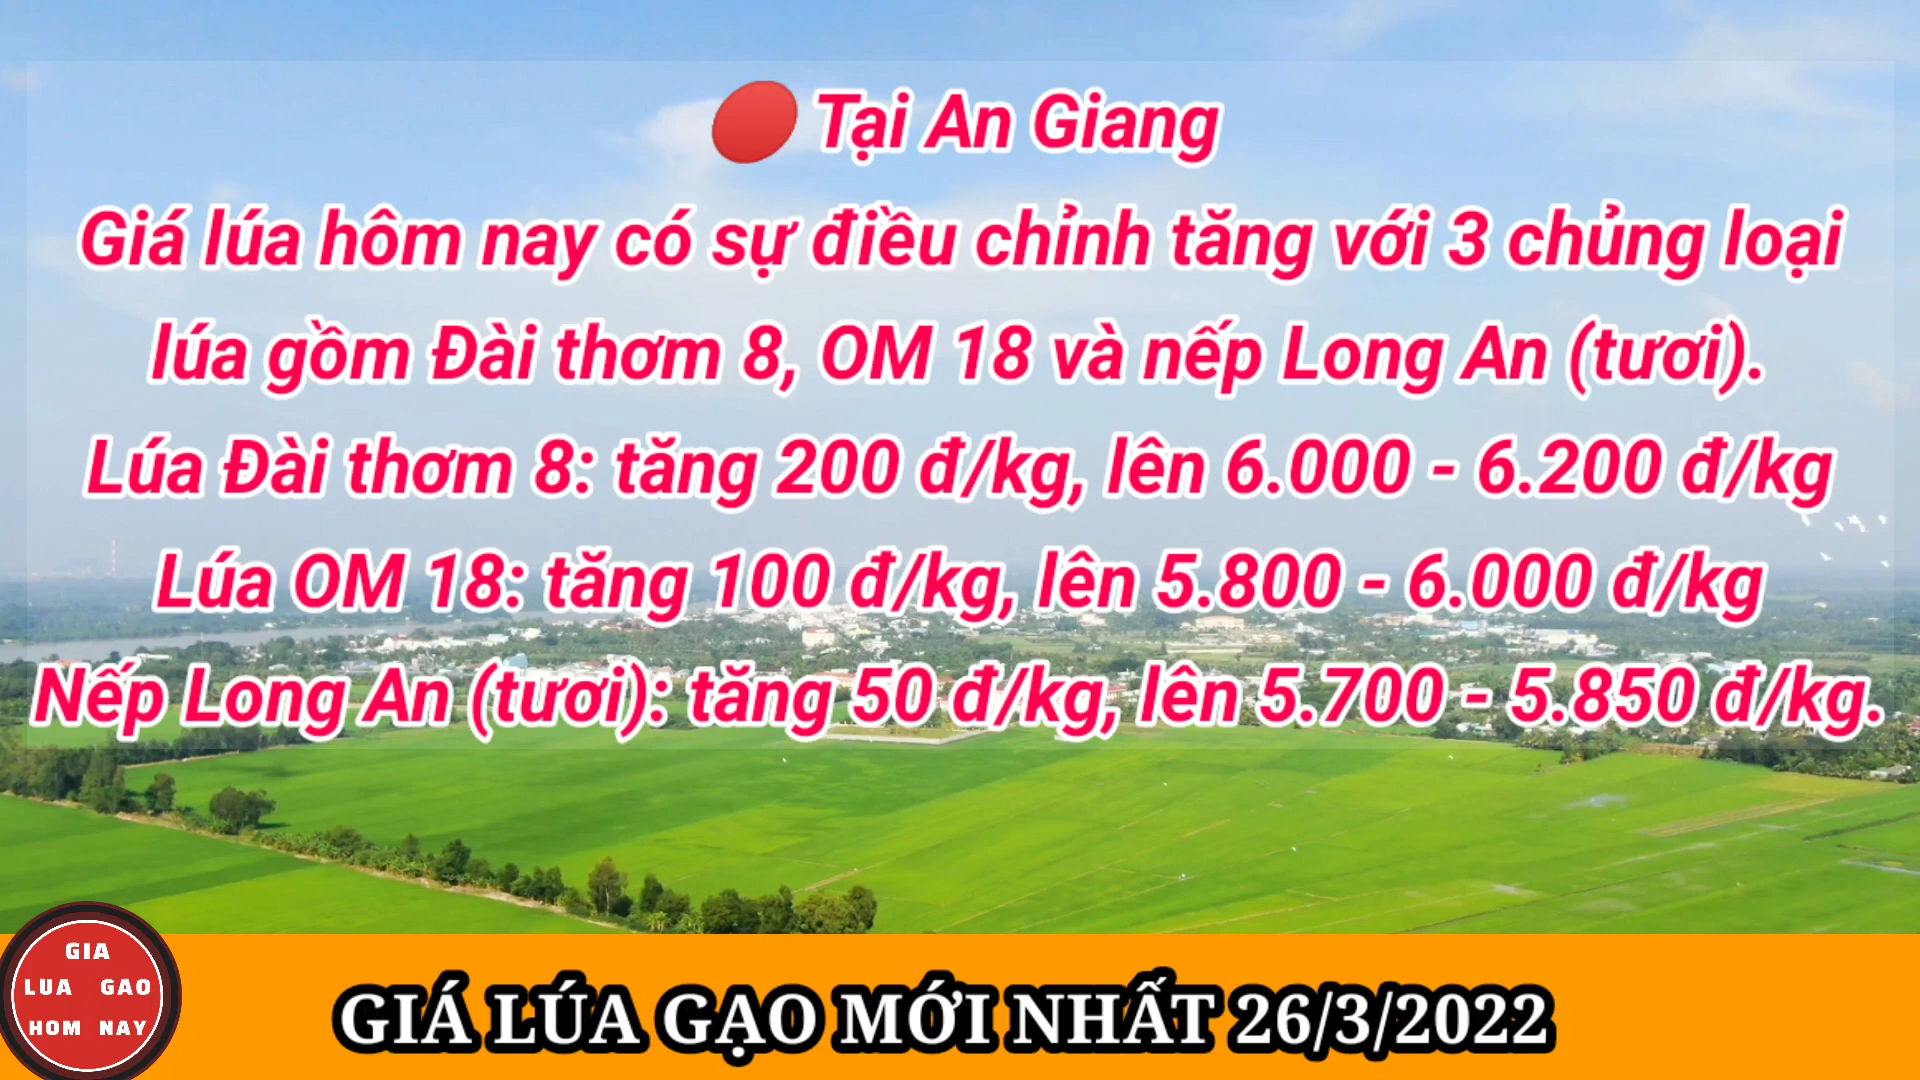 Tại An Giang
Giá lúa hôm nay có sự điều chỉnh tăng với 3 chủng loại
lúa gồm Đài thơm 8, OM 18 và nếp Long An (tươi).
Lúa Đài thơm 8: tăng 200 đ/kg, lên 6.000 - 6.200 đ/kg
Lúa OM 18: tăng 100 đ/kg, lên 5.800 - 6.000 đ/kg
Nếp Long An (tươi): tăng 50 đ/kg, lên 5.700 - 5.850 đ/kg.
GIA
LUA GAO
HOM NAY
GIÁ LÚA GẠO MỚI NHẤT 26/3/2022